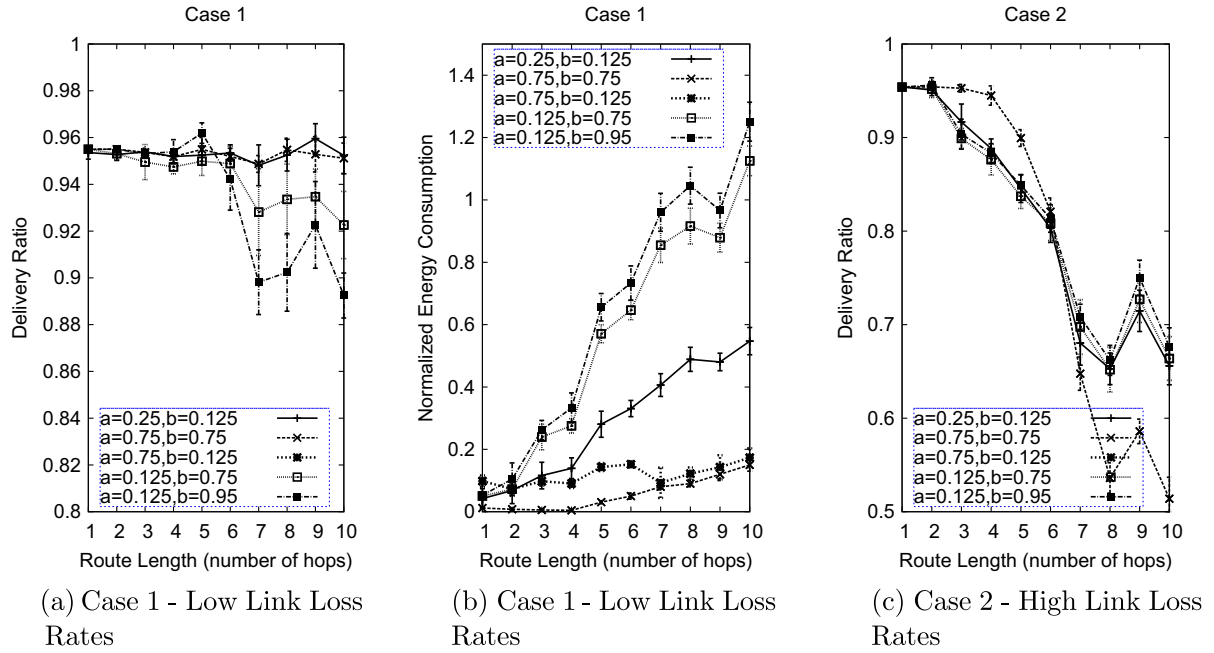 Case 1
1
0.98
0.96
0.94
0.92
0.9
0.88
0.86
0.84
0.82
0.8
Delivery Ratio
a=0.25,b=0.125
a=0.75,b=0.75
a=0.75,b=0.125
a=0.125,b=0.75
a=0.125,b=0.95
1 2 3 4 5 6 7 8 9 10
Route Length (number of hops)
(a) Case 1 - Low Link Loss
Rates
Case 1
1.4
1.2
1
0.8
0.6
0.4
0.2
0
Normalized Energy Consumption
a=0.25,b=0.125
a=0.75,b=0.75
a=0.75,b=0.125
a=0.125,b=0.75
a=0.125,b=0.95
1 2 3 4 5 6 7 8 9 10
Route Length (number of hops)
(b) Case 1 - Low Link Loss
Rates
Case 2
1
0.9
0.8
0.7
0.6
0.5
Delivery Ratio
a=0.25,b=0.125
a=0.75,b=0.75
a=0.75,b=0.125
a=0.125,b=0.75
a=0.125,b=0.95
1 2 3 4 5 6 7 8 9 10
Route Length (number of hops)
(c) Case 2 - High Link Loss
Rates